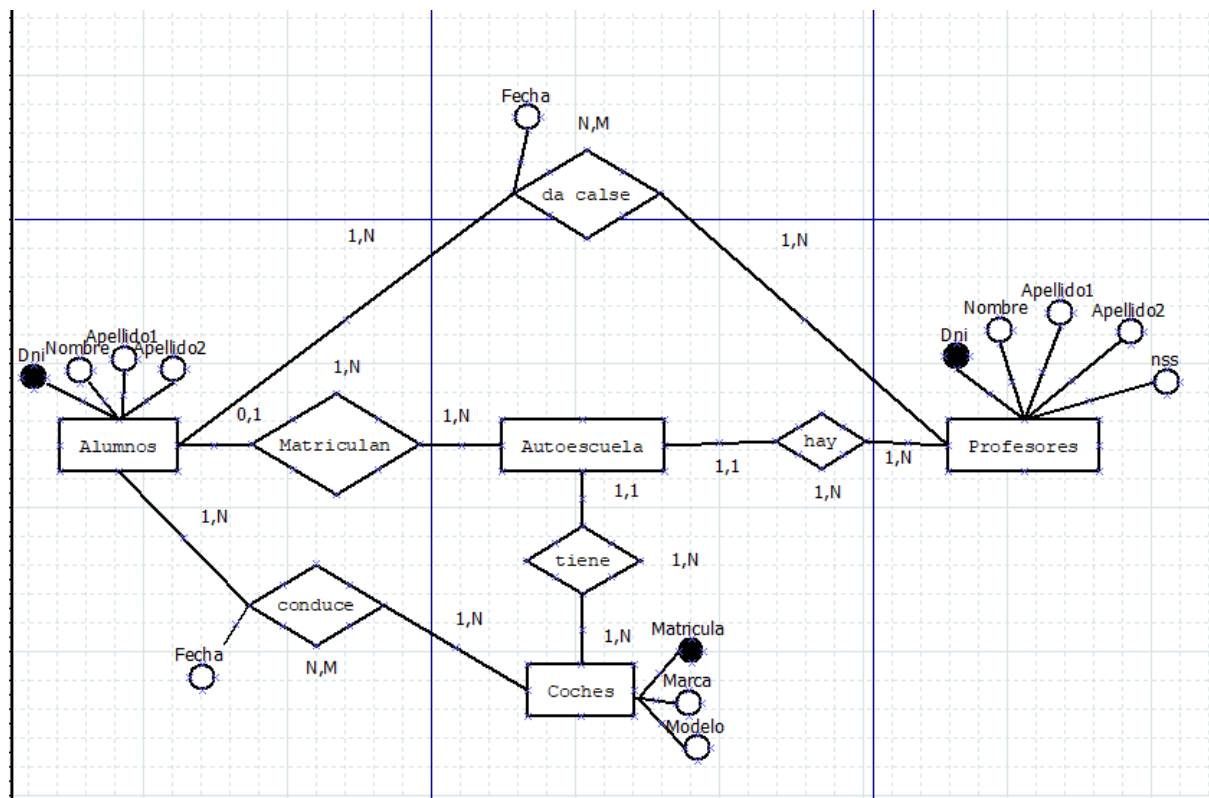 Fecha
N,M
da calse
1,N
1,N
Dni
Nombre
Apellido1
Apellido2
Alumnos
0,1
1,N
Matriculan
1,N
Autoescuela
1,1
hay
1,N
1,N
Dni
Nombre
Apellido1
Apellido2
nss
Profesores
1,N
conduce
Fecha
N,M
1,N
1,1
tiene
1,N
1,N
Coches
Matricula
Marca
Modelo